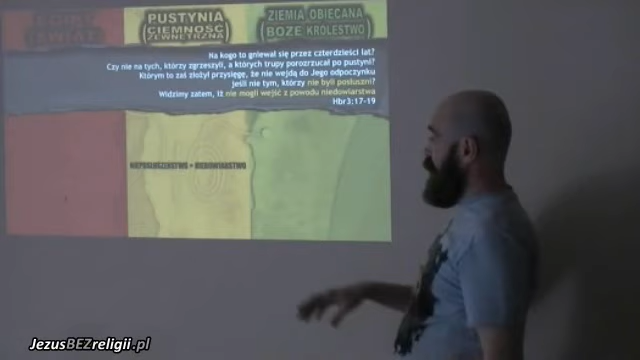 EGIPT PUSTYNIA ZIEMIA OBIECANA
ŚWIAT CIEMNOŚĆ ZEWNĘTRZNA BOŻE KRÓLESTWO
Na kogo to gniewał się przez czterdzieści lat?
Czy nie na tych, którzy zgrzeszyli, a których trupy porozrzucał po pustyni?
Którym to zaś złożył przysięgę, że nie wejdą do Jego odpoczynku
jeśli nie tym, którzy nie byli posłuszni?
Widzimy zatem, iż nie mogli wejść z powodu niedowiarstwa
Hbr3:17-19
NIEPOSŁUSZEŃSTWO = NIEDOWIARSTWO
JezusBEZreligii.pl